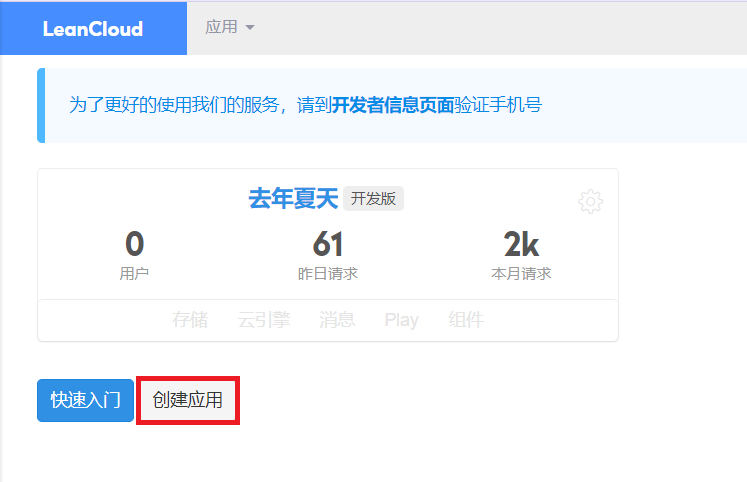 LeanCloud 应用
为了更好的使用我们的服务，请到开发者信息页面验证手机号
去年夏天 开发版
0 61 2k
用户 昨日请求 本月请求
存储 云引擎 消息 Play 组件
快速入门 创建应用